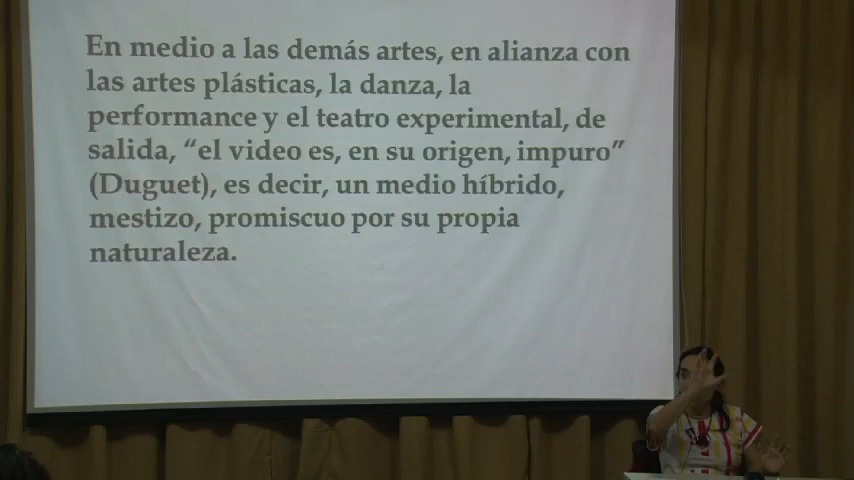 En medio a las demás artes, en alianza con
las artes plásticas, la danza, la
performance y el teatro experimental, de
salida, “el video es, en su origen, impuro”
(Duguet), es decir, un medio híbrido,
mestizo, promiscuo por su propia
naturaleza.